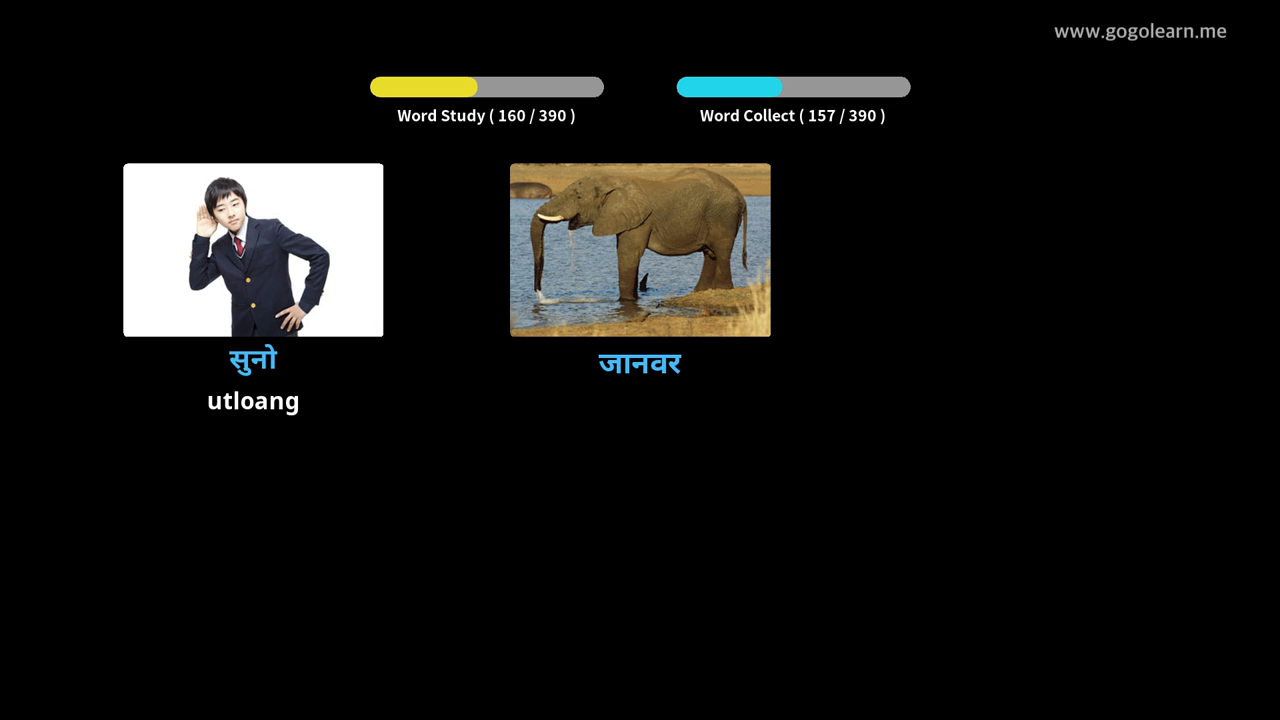 www.gogolearn.me
Word Study ( 160 / 390 )
Word Collect ( 157 / 390 )
सुनो
जानवर
utloang